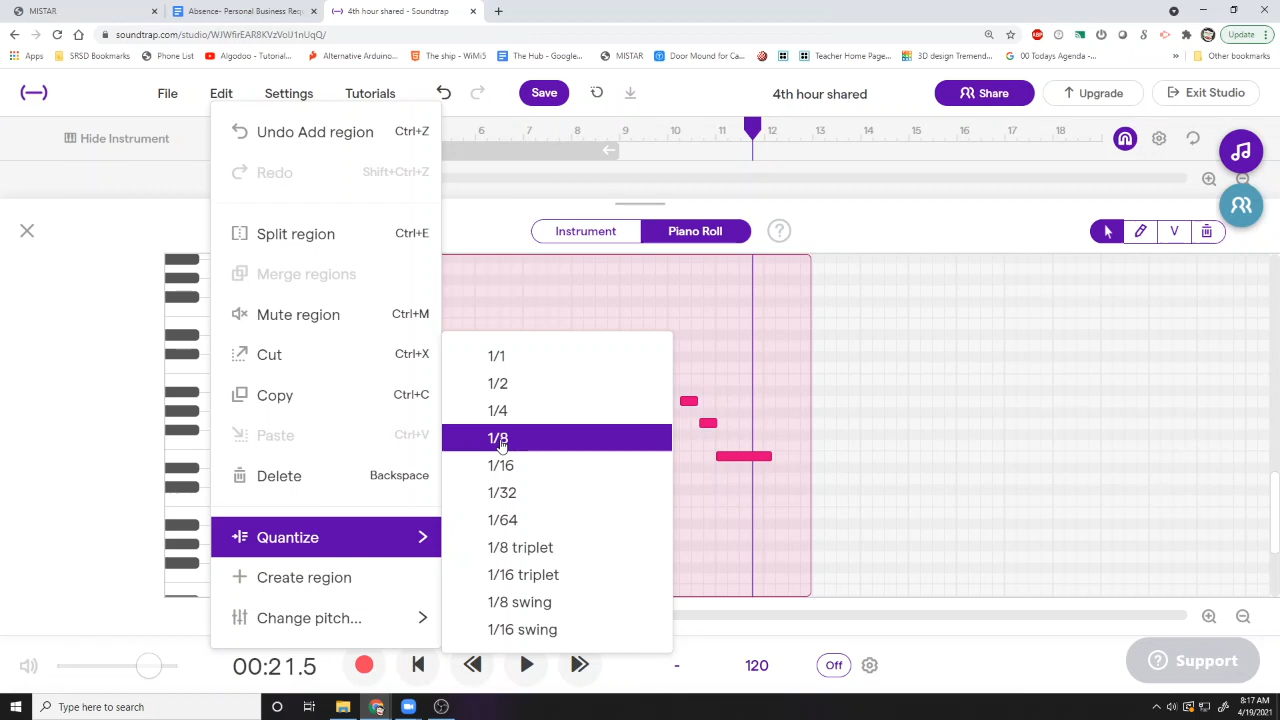 MISTAR
Absence- Personal Business Requ
4th hour shared - Soundtrap
soundtrap.com/studio/WJWfirEAR8KVzVoIJ1nUqQ/
Update
Apps
SRSD Bookmarks
Phone List
Algodoo - Tutorial...
Alternative Arduino...
The ship - WiMi5
The Hub - Google...
MISTAR
Door Mound for Ca...
Teacher Home Page...
3D design Tremend...
00 Todays Agenda -...
Other bookmarks
File
Edit
Settings
Tutorials
Save
4th hour shared
Share
Upgrade
Exit Studio
Hide Instrument
6 7 8 9 10 11 12 13 14 15 16 17 18
Undo Add region Ctrl+Z
Redo Shift+Ctrl+Z
Split region Ctrl+E
Merge regions
Mute region Ctrl+M
Cut Ctrl+X
Copy Ctrl+C
Paste Ctrl+V
Delete Backspace
Quantize
Create region
Change pitch...
Instrument
Piano Roll
?
V
1/1
1/2
1/4
1/8
1/16
1/32
1/64
1/8 triplet
1/16 triplet
1/8 swing
1/16 swing
00:21.5
-
120
Off
Support
Type here to search
8:17 AM
4/19/2021